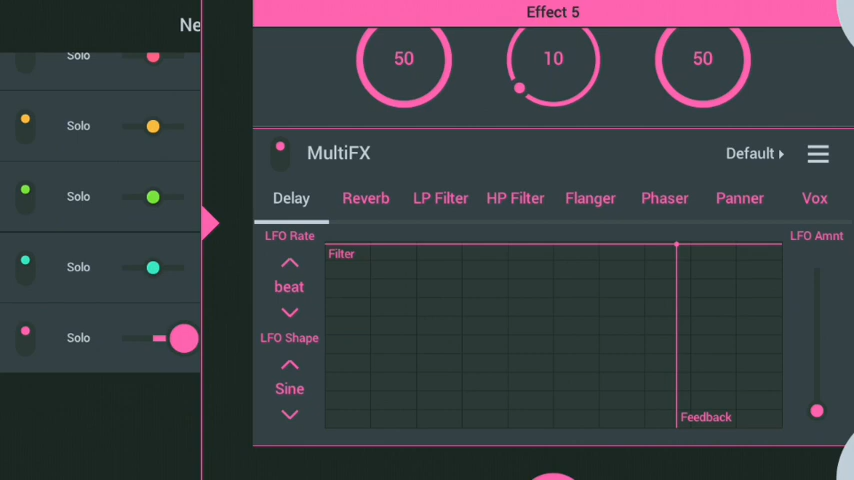 Ne
Effect 5
Solo
50
10
50
Solo
MultiFX
Default
Solo
Delay
Reverb
LP Filter
HP Filter
Flanger
Phaser
Panner
Vox
LFO Rate
LFO Amnt
Filter
Solo
beat
LFO Shape
Solo
Sine
Feedback